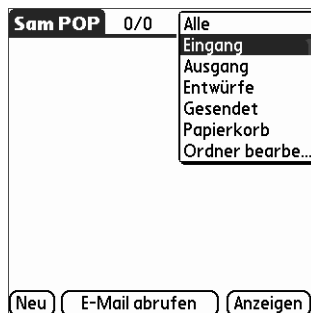 Sam POP 0/0
Alle
Eingang
Ausgang
Entwürfe
Gesendet
Papierkorb
Ordner bearbe...
Neu E-Mail abrufen Anzeigen